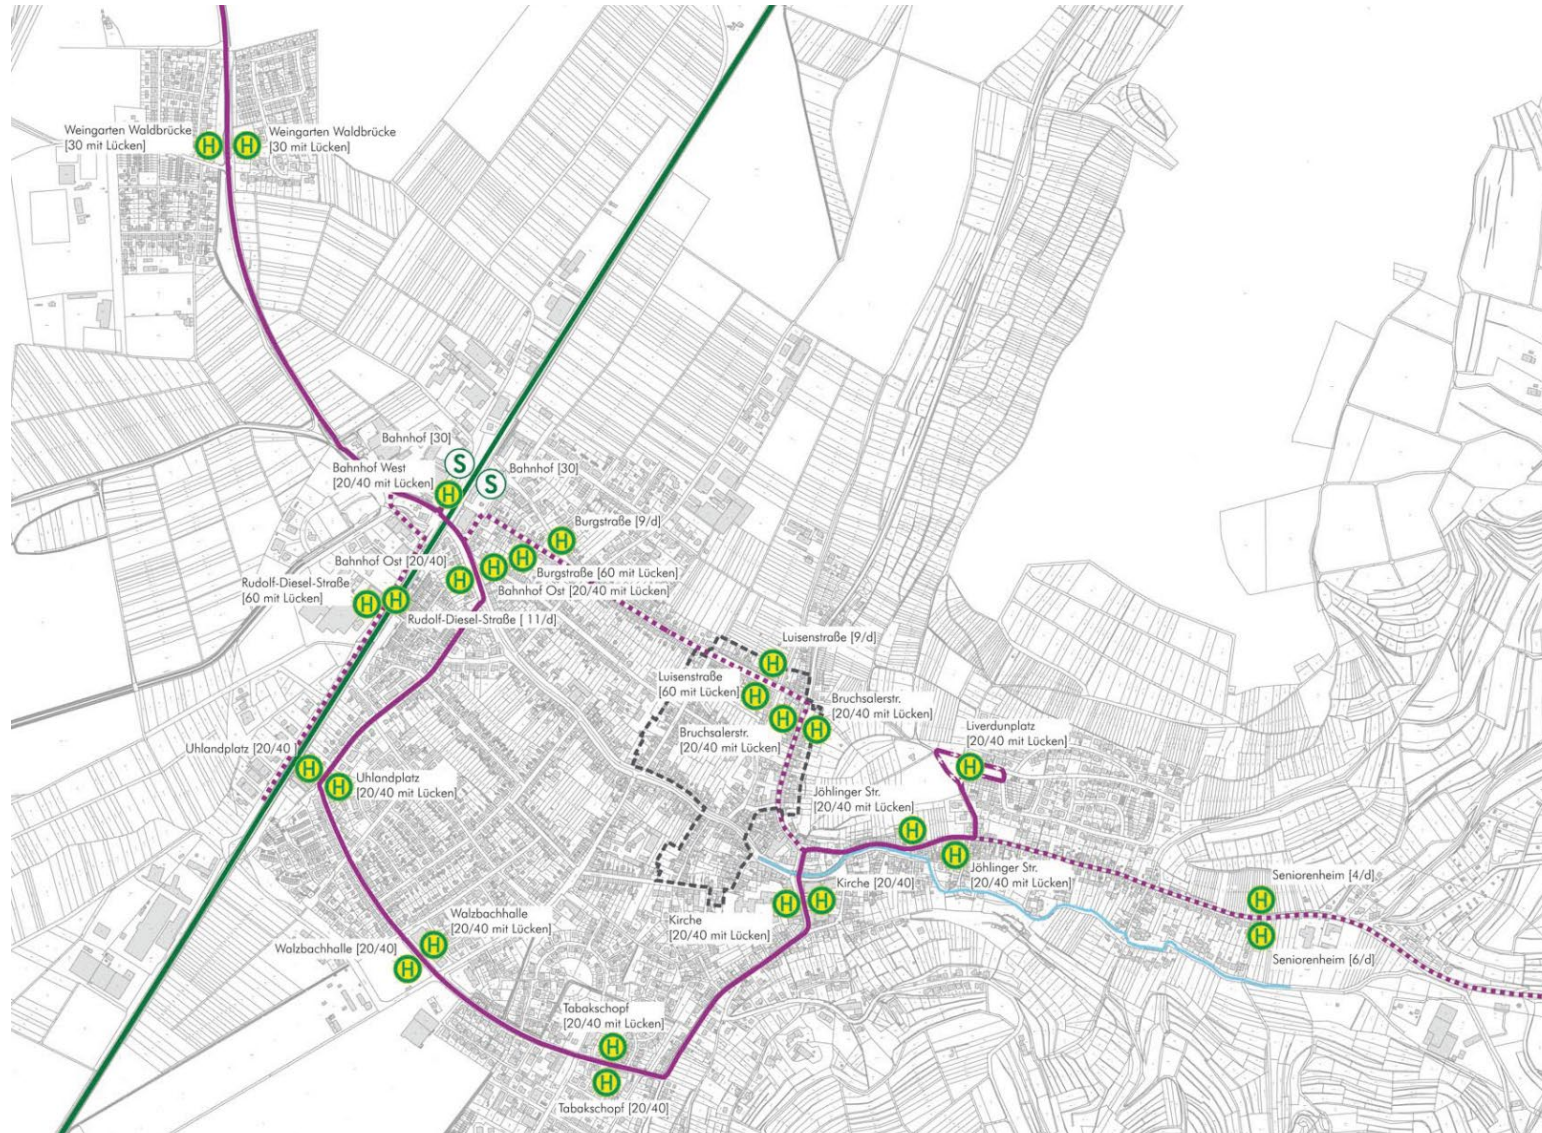 Weingarten Waldbrücke
[30 mit Lücken]
H
H
Weingarten Waldbrücke
[30 mit Lücken]
Bahnhof [30]
S
S
Bahnhof [30]
Bahnhof West
[20/40 mit Lücken]
H
Burgstraße [9/d]
H
Bahnhof Ost [20/40]
H
H
H
Burgstraße [60 mit Lücken]
Bahnhof Ost [20/40 mit Lücken]
Rudolf-Diesel-Straße
[60 mit Lücken]
H
H
Rudolf-Diesel-Straße [ 11/d]
Luisenstraße [9/d]
H
Luisenstraße
[60 mit Lücken]
H
Bruchsalerstr.
[20/40 mit Lücken]
H
H
Bruchsalerstr.
[20/40 mit Lücken]
Liverdunplatz
[20/40 mit Lücken]
H
Uhlandplatz [20/40]
H
H
Uhlandplatz
[20/40 mit Lücken]
Jöhlinger Str.
[20/40 mit Lücken]
H
H
Jöhlinger Str.
[20/40 mit Lücken]
Kirche [20/40]
H
H
Kirche
[20/40 mit Lücken]
Seniorenheim [4/d]
H
H
Seniorenheim [6/d]
Walzbachhalle
[20/40 mit Lücken]
H
Walzbachhalle [20/40]
H
Tabakschopf
[20/40 mit Lücken]
H
H
Tabakschopf [20/40]